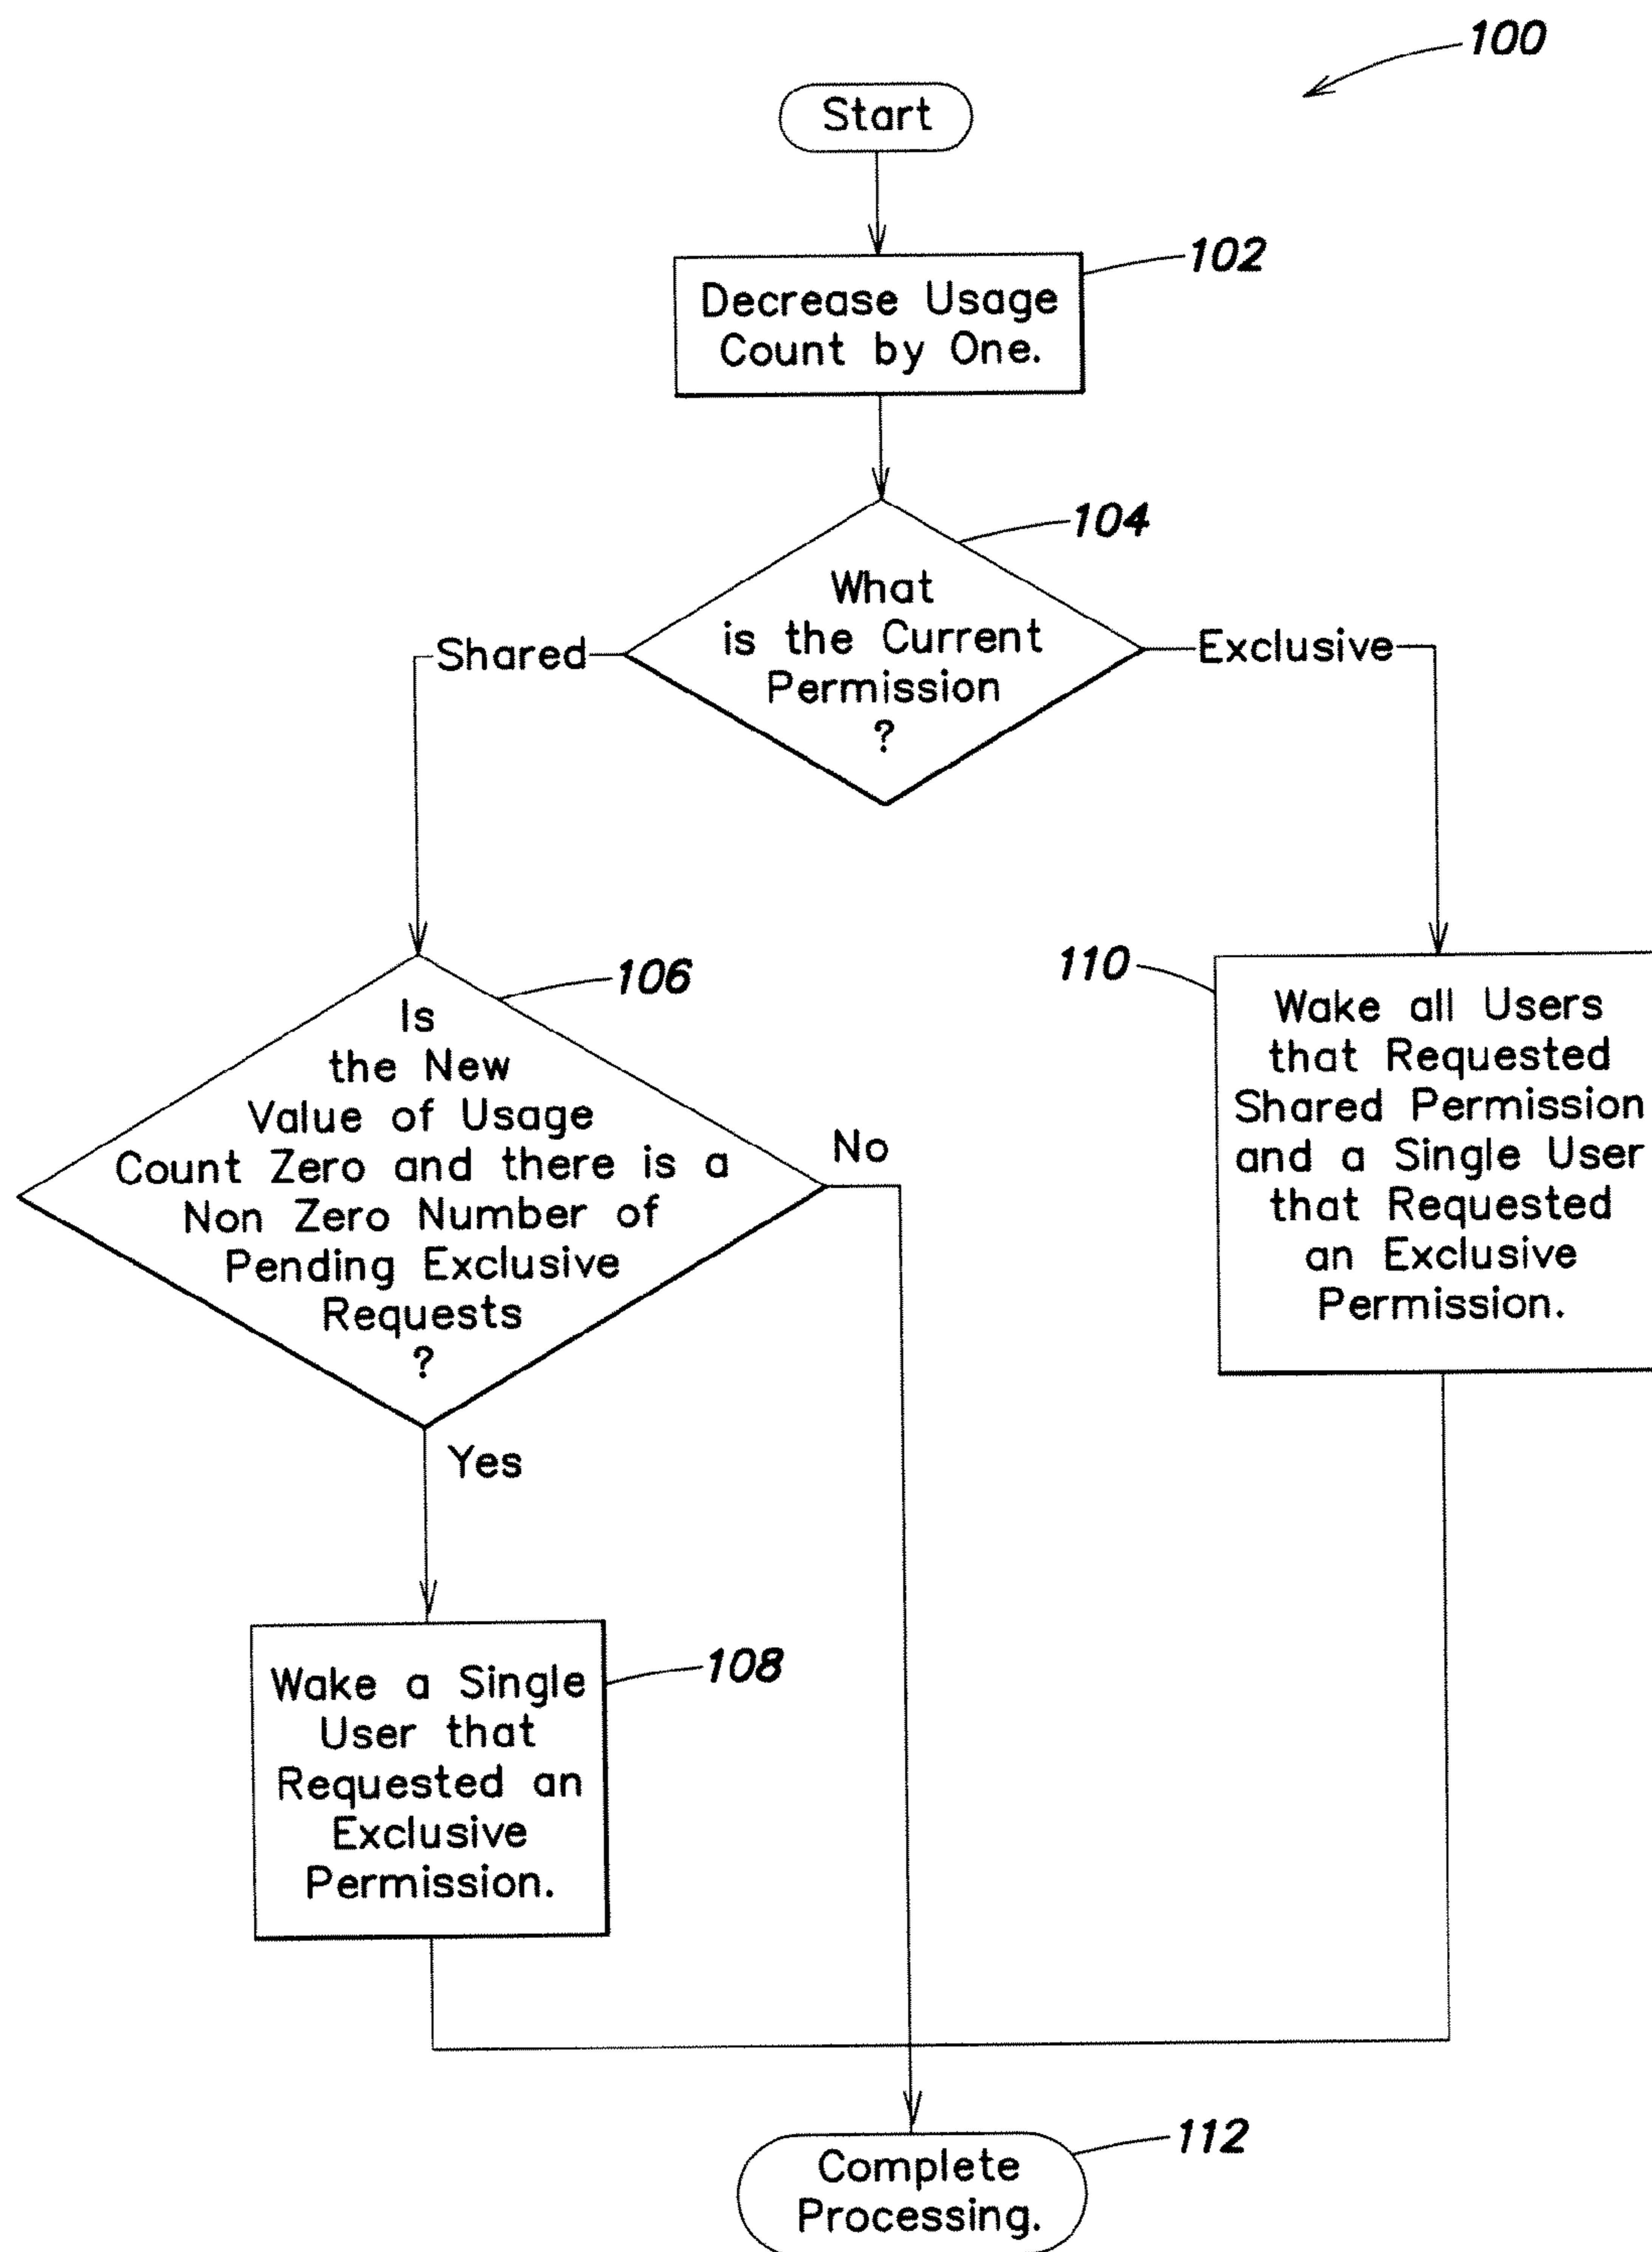 100
Start
102
Decrease Usage
Count by One.
104
What
is the Current
Permission
?
Shared
Exclusive
106
Is
the New
Value of Usage
Count Zero and there is a
Non Zero Number of
Pending Exclusive
Requests
?
No
Yes
110
Wake all Users
that Requested
Shared Permission
and a Single User
that Requested
an Exclusive
Permission.
108
Wake a Single
User that
Requested an
Exclusive
Permission.
112
Complete
Processing.